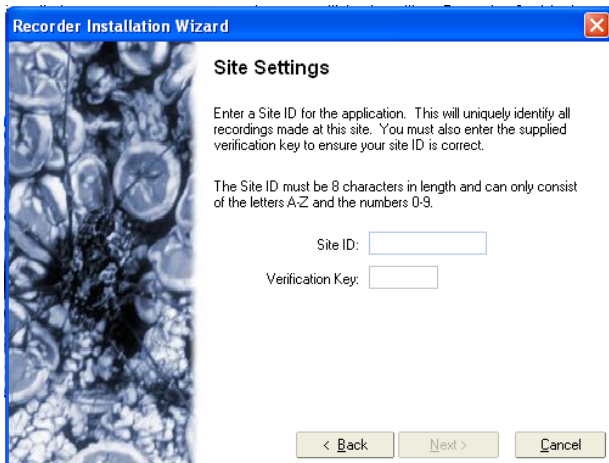 Recorder Installation Wizard
Site Settings
Enter a Site ID for the application. This will uniquely identify all
recordings made at this site. You must also enter the supplied
verification key to ensure your site ID is correct.
The Site ID must be 8 characters in length and can only consist
of the letters A-Z and the numbers 0-9.
Site ID:
Verification Key:
< Back
Next >
Cancel